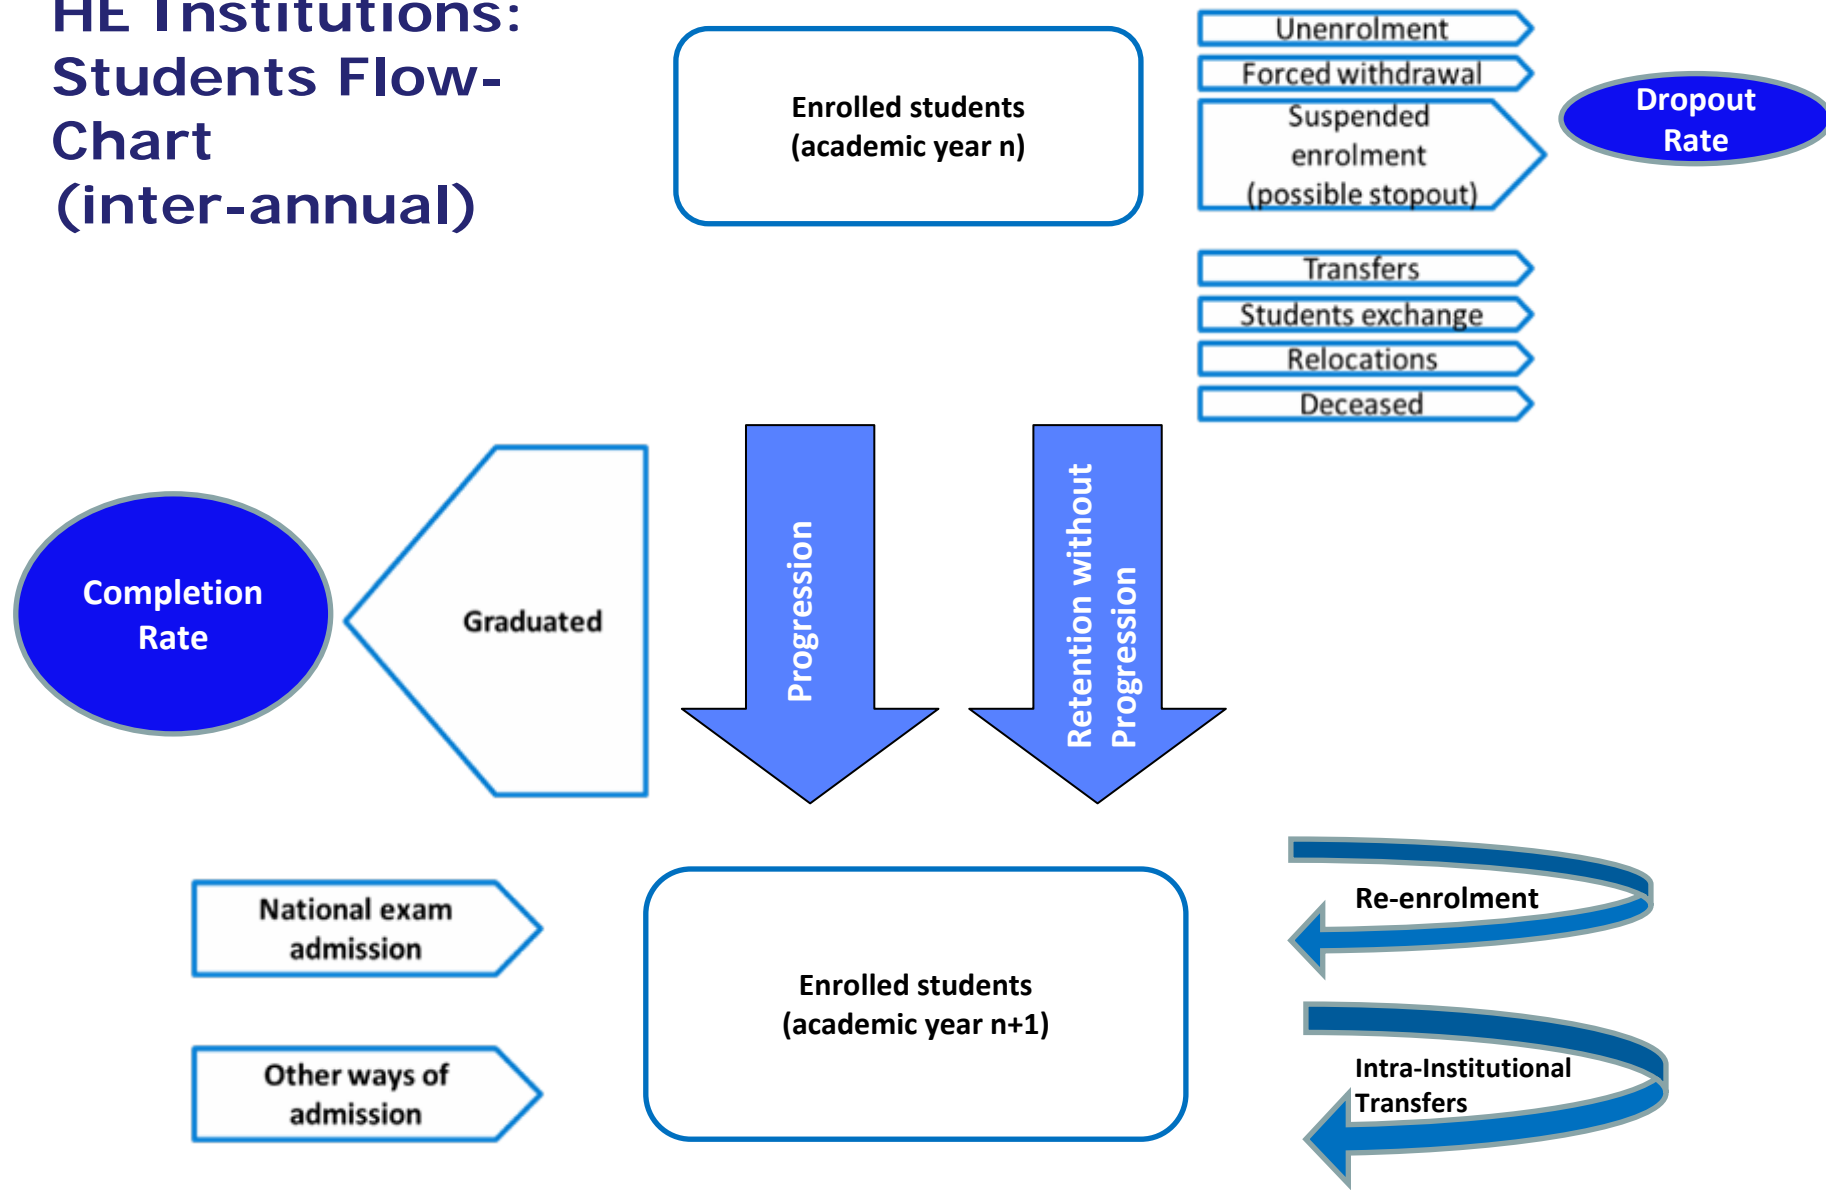 HE Institutions:
Students Flow-
Chart
(inter-annual)
Enrolled students
(academic year n)
Unenrolment
Forced withdrawal
Suspended
enrolment
(possible stopout)
Dropout
Rate
Transfers
Students exchange
Relocations
Deceased
Completion
Rate
Graduated
Progression
Retention without
Progression
National exam
admission
Other ways of
admission
Enrolled students
(academic year n+1)
Re-enrolment
Intra-Institutional
Transfers